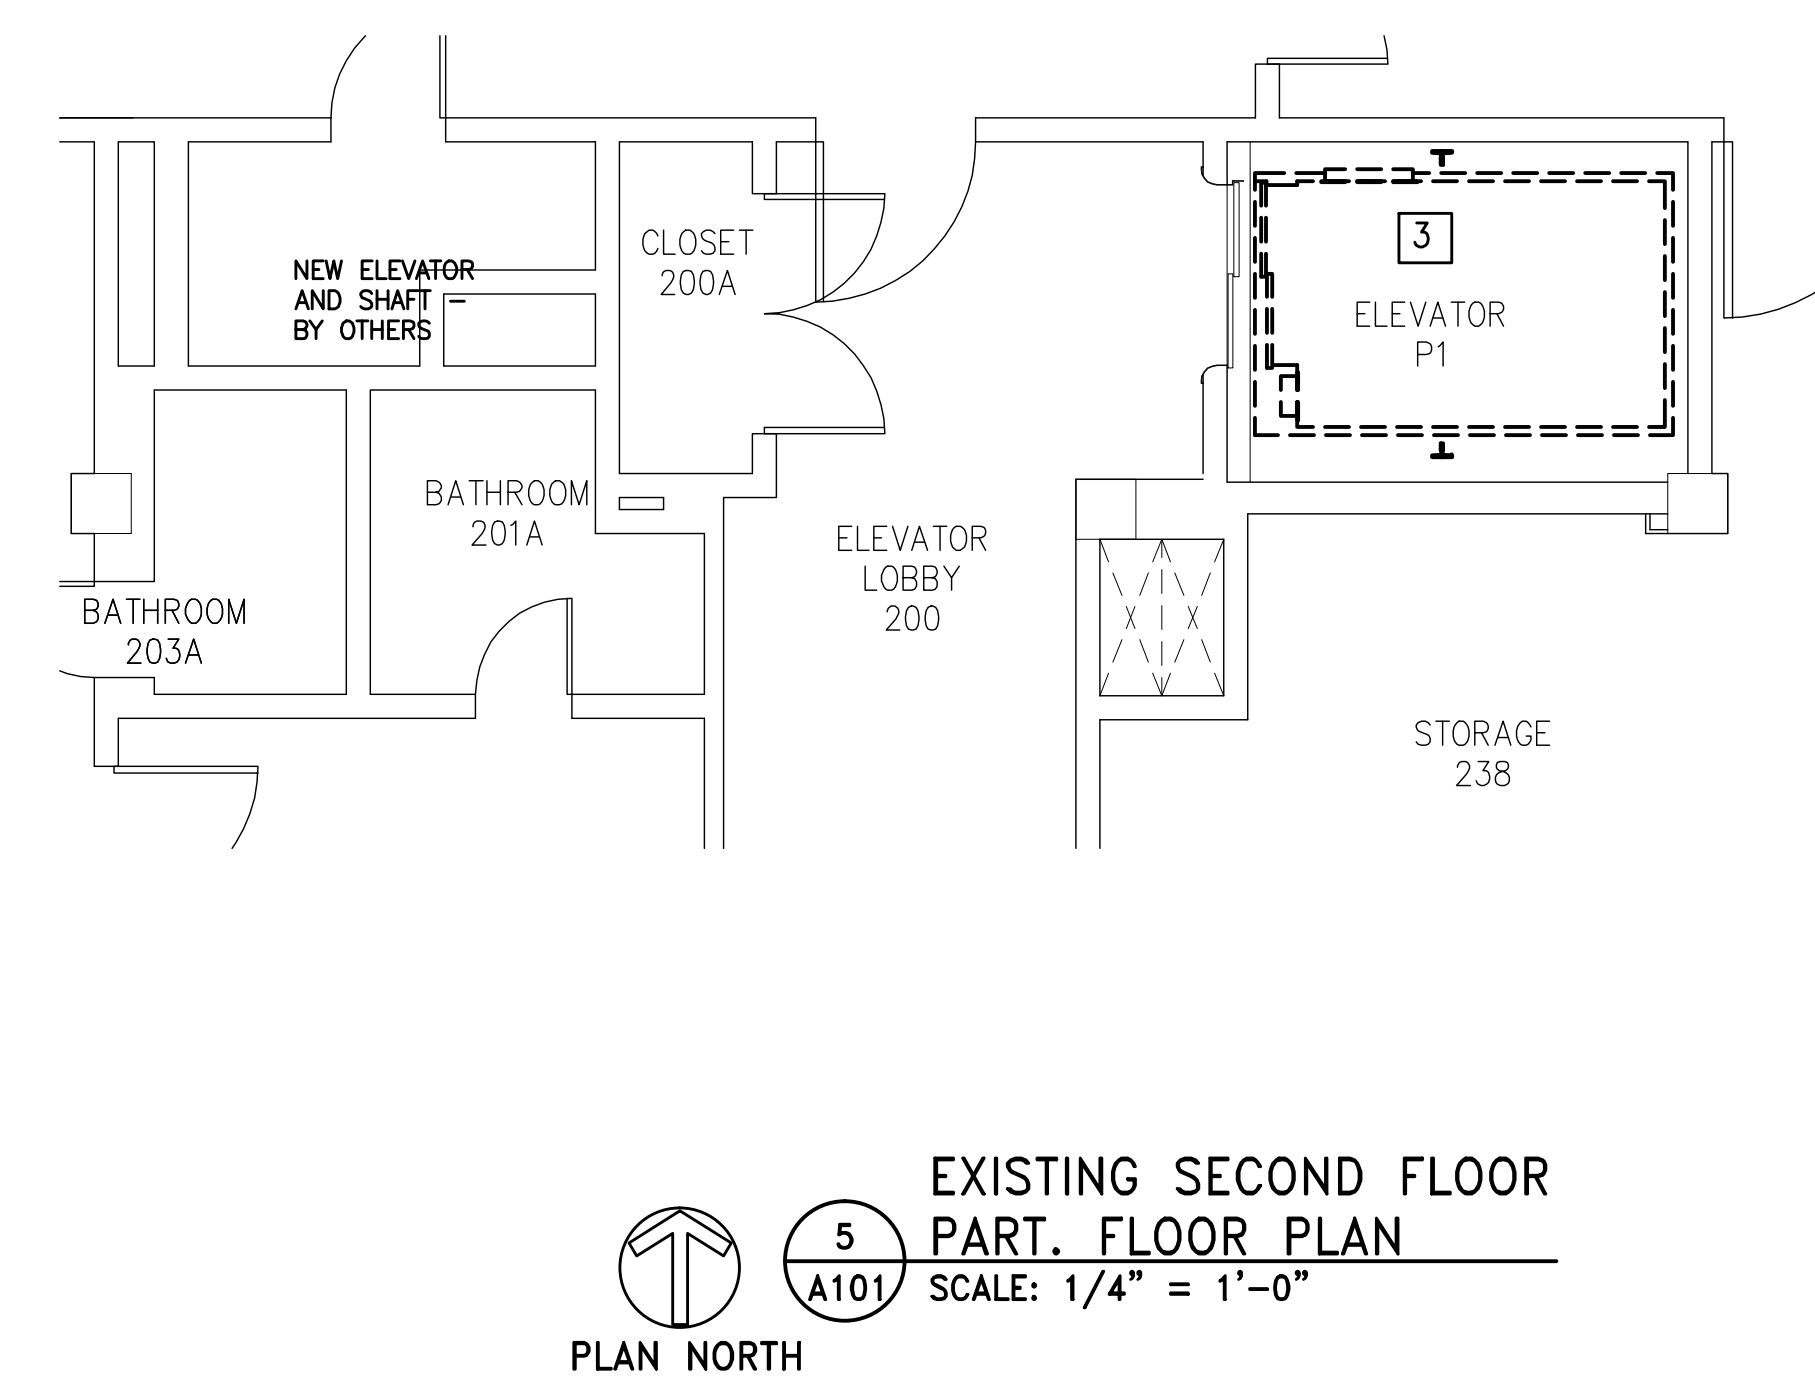 3
CLOSET
200A
NEW ELEVATOR
AND SHAFT -
BY OTHERS
ELEVATOR
P1
BATHROOM
201A
ELEVATOR
LOBBY
200
BATHROOM
203A
STORAGE
238
EXISTING SECOND FLOOR
PART. FLOOR PLAN
5
A101
SCALE: 1/4" = 1'-0"
PLAN NORTH